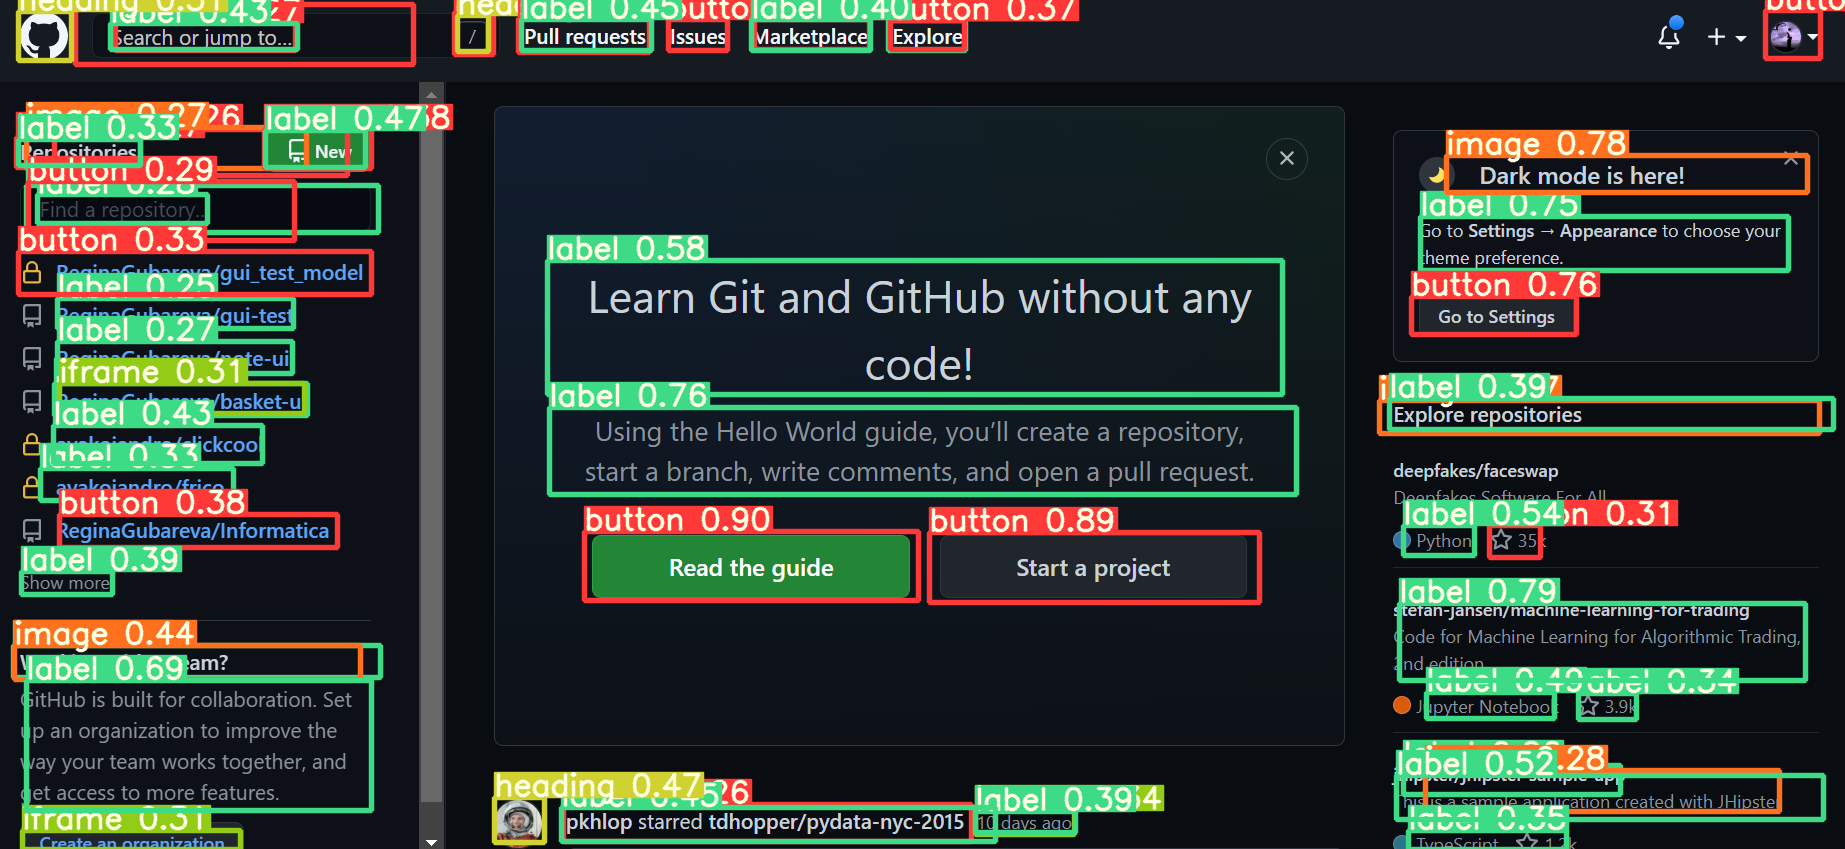 heading 0.31
label 0.43 27
Search or jump to...
heading
/
label 0.45
Pull requests
button
Issues
label 0.40
Marketplace
button 0.37
Explore
button
image 0.27 26
label 0.33
Repositories
label 0.47 68
New
button 0.29
label 0.28
Find a repository...
button 0.33
ReginaGubareva/gui_test_model
label 0.25
ReginaGubareva/gui-test
label 0.27
ReginaGubareva/note-ui
iframe 0.31
ReginaGubareva/basket-u
label 0.43
label 0.33
button 0.38
ReginaGubareva/Informatica
label 0.39
Show more
image 0.44
team?
label 0.69
GitHub is built for collaboration. Set
up an organization to improve the
way your team works together, and
get access to more features.
iframe 0.31
Create an organization
label 0.58
Learn Git and GitHub without any
code!
label 0.76
Using the Hello World guide, you'll create a repository,
start a branch, write comments, and open a pull request.
button 0.90
Read the guide
button 0.89
Start a project
heading 0.47
label 0.45 26
pkhlop starred tdhopper/pydata-nyc-2015
label 0.39 54
10 days ago
image 0.78
Dark mode is here!
label 0.75
Go to Settings → Appearance to choose your
theme preference.
button 0.76
Go to Settings
label 0.39
Explore repositories
deepfakes/faceswap
Deepfakes Software For All
label 0.54 button 0.31
Python 35k
label 0.79
stefan-jansen/machine-learning-for-trading
Code for Machine Learning for Algorithmic Trading,
2nd edition
label 0.49 label 0.34
Jupyter Notebook 3.9k
label 0.52 .28
jhipster/jhipster-sample-app
This is a sample application created with JHipster
label 0.35
TypeScript 1.2k